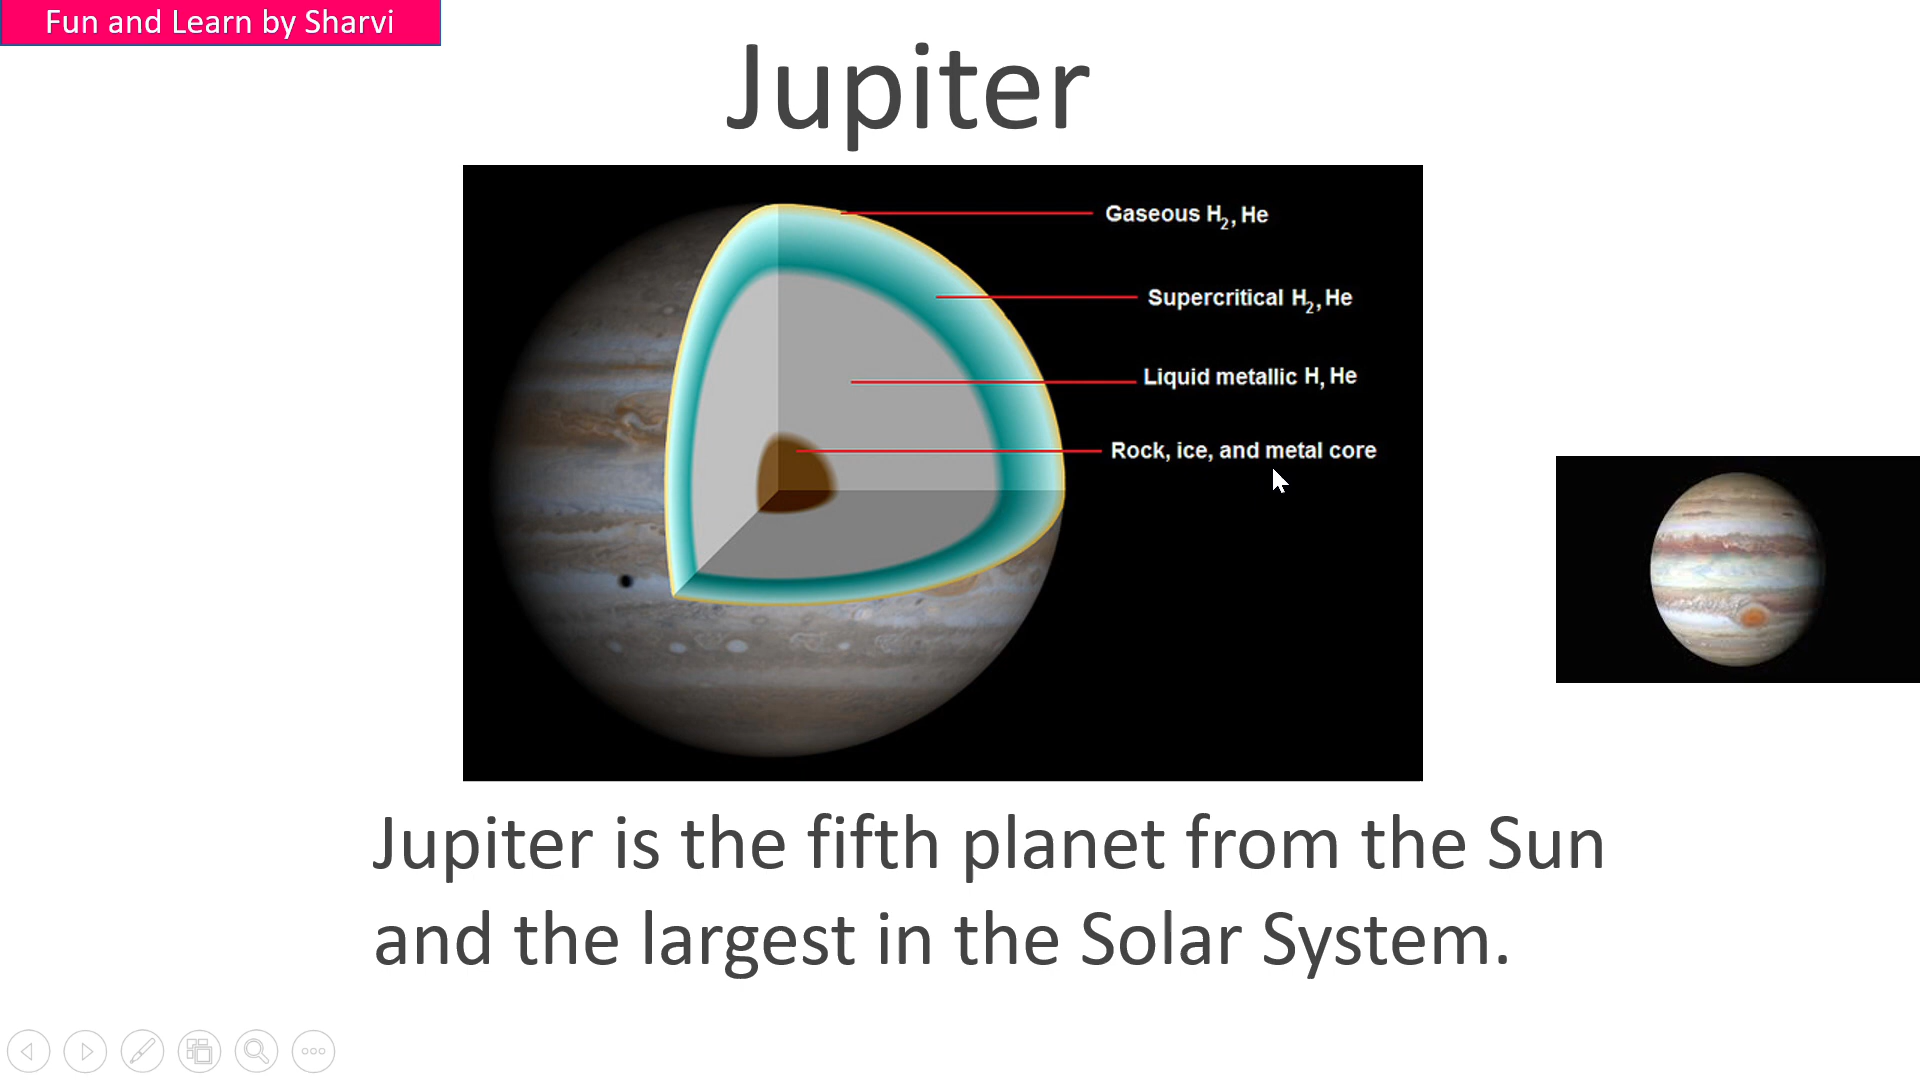 Fun and Learn by Sharvi
Jupiter
Gaseous H₂, He
Supercritical H₂, He
Liquid metallic H, He
Rock, ice, and metal core
Jupiter is the fifth planet from the Sun
and the largest in the Solar System.